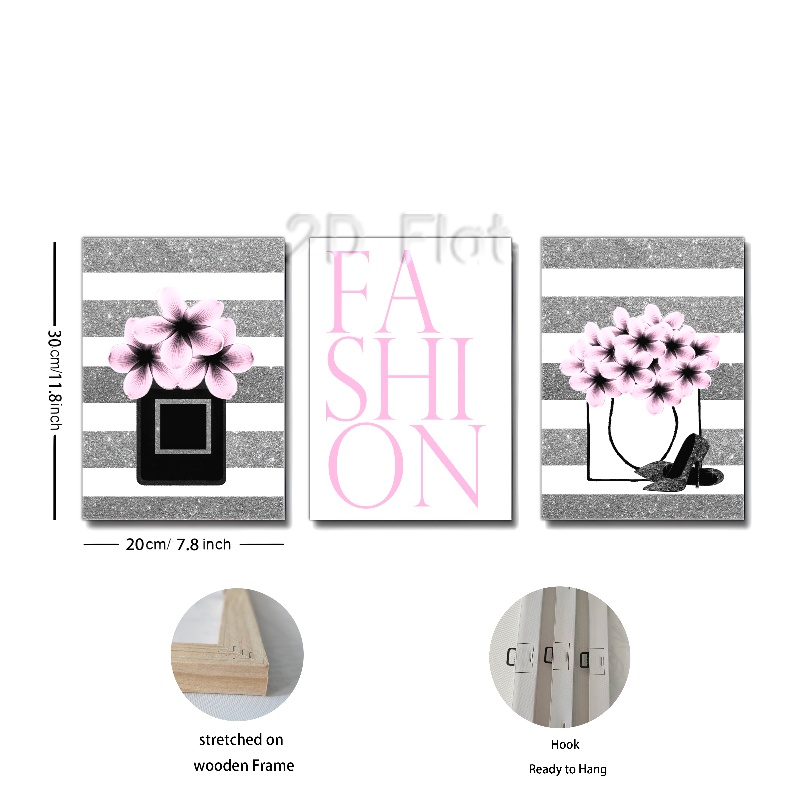 2D Flat
FA
SHI
ON
30cm/11.8inch
20cm/ 7.8 inch
stretched on
wooden Frame
Hook
Ready to Hang